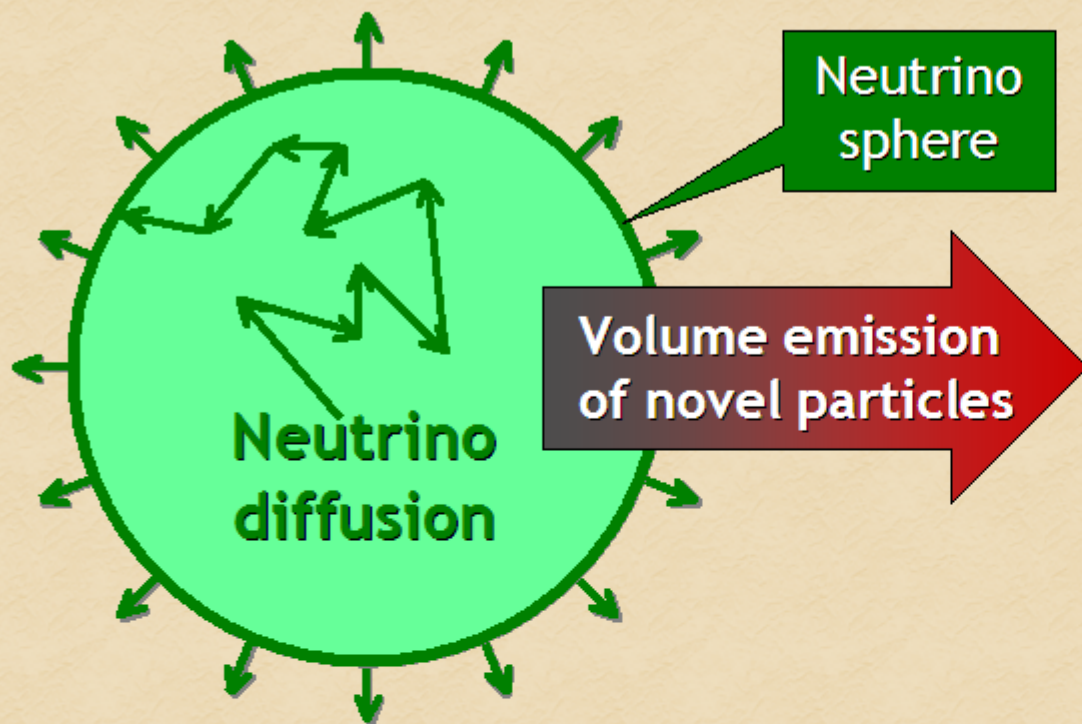 Neutrino
sphere
Volume emission
of novel particles
Neutrino
diffusion